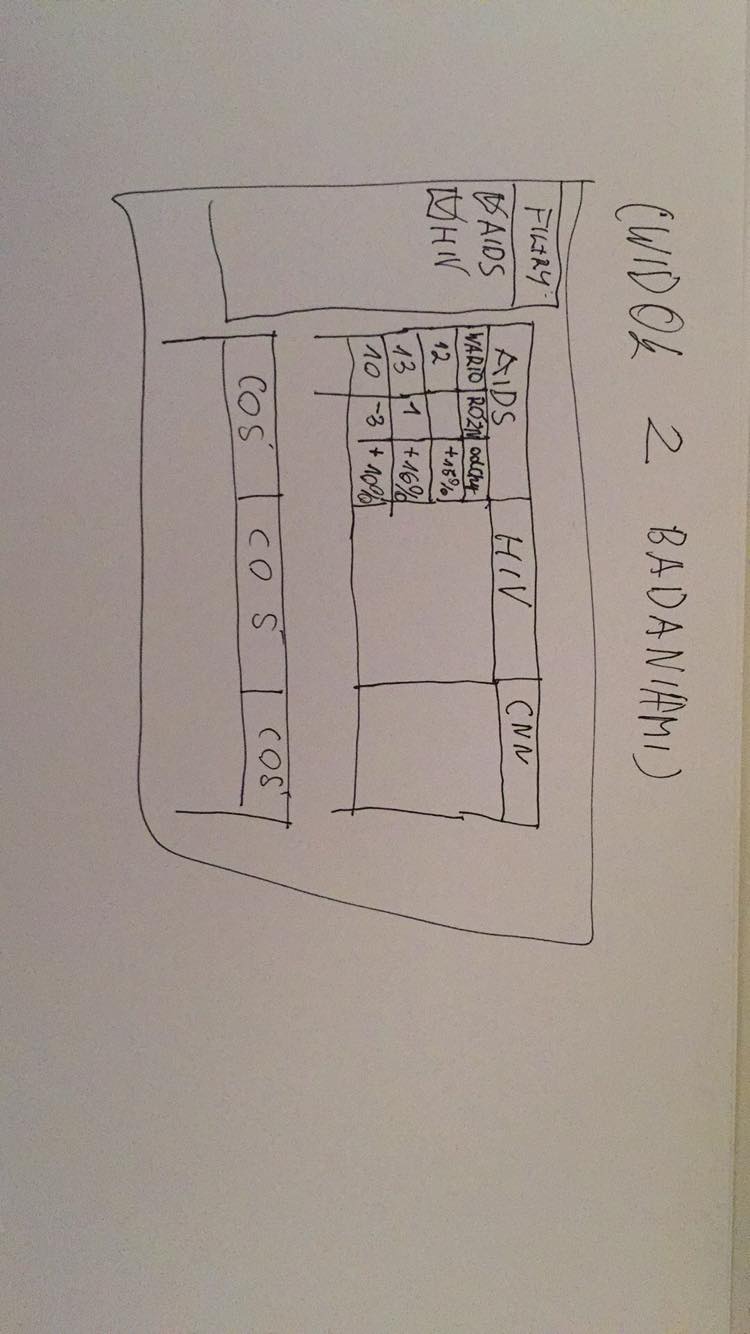 (WIDOK 2 BADANIAMI)
FILTRY
AIDS
HIV
AIDS HIV CNN
WARTO RÓŻN odchy
12 +15%
13 1 +16%
10 -3 +10%
COŚ COŚ COŚ